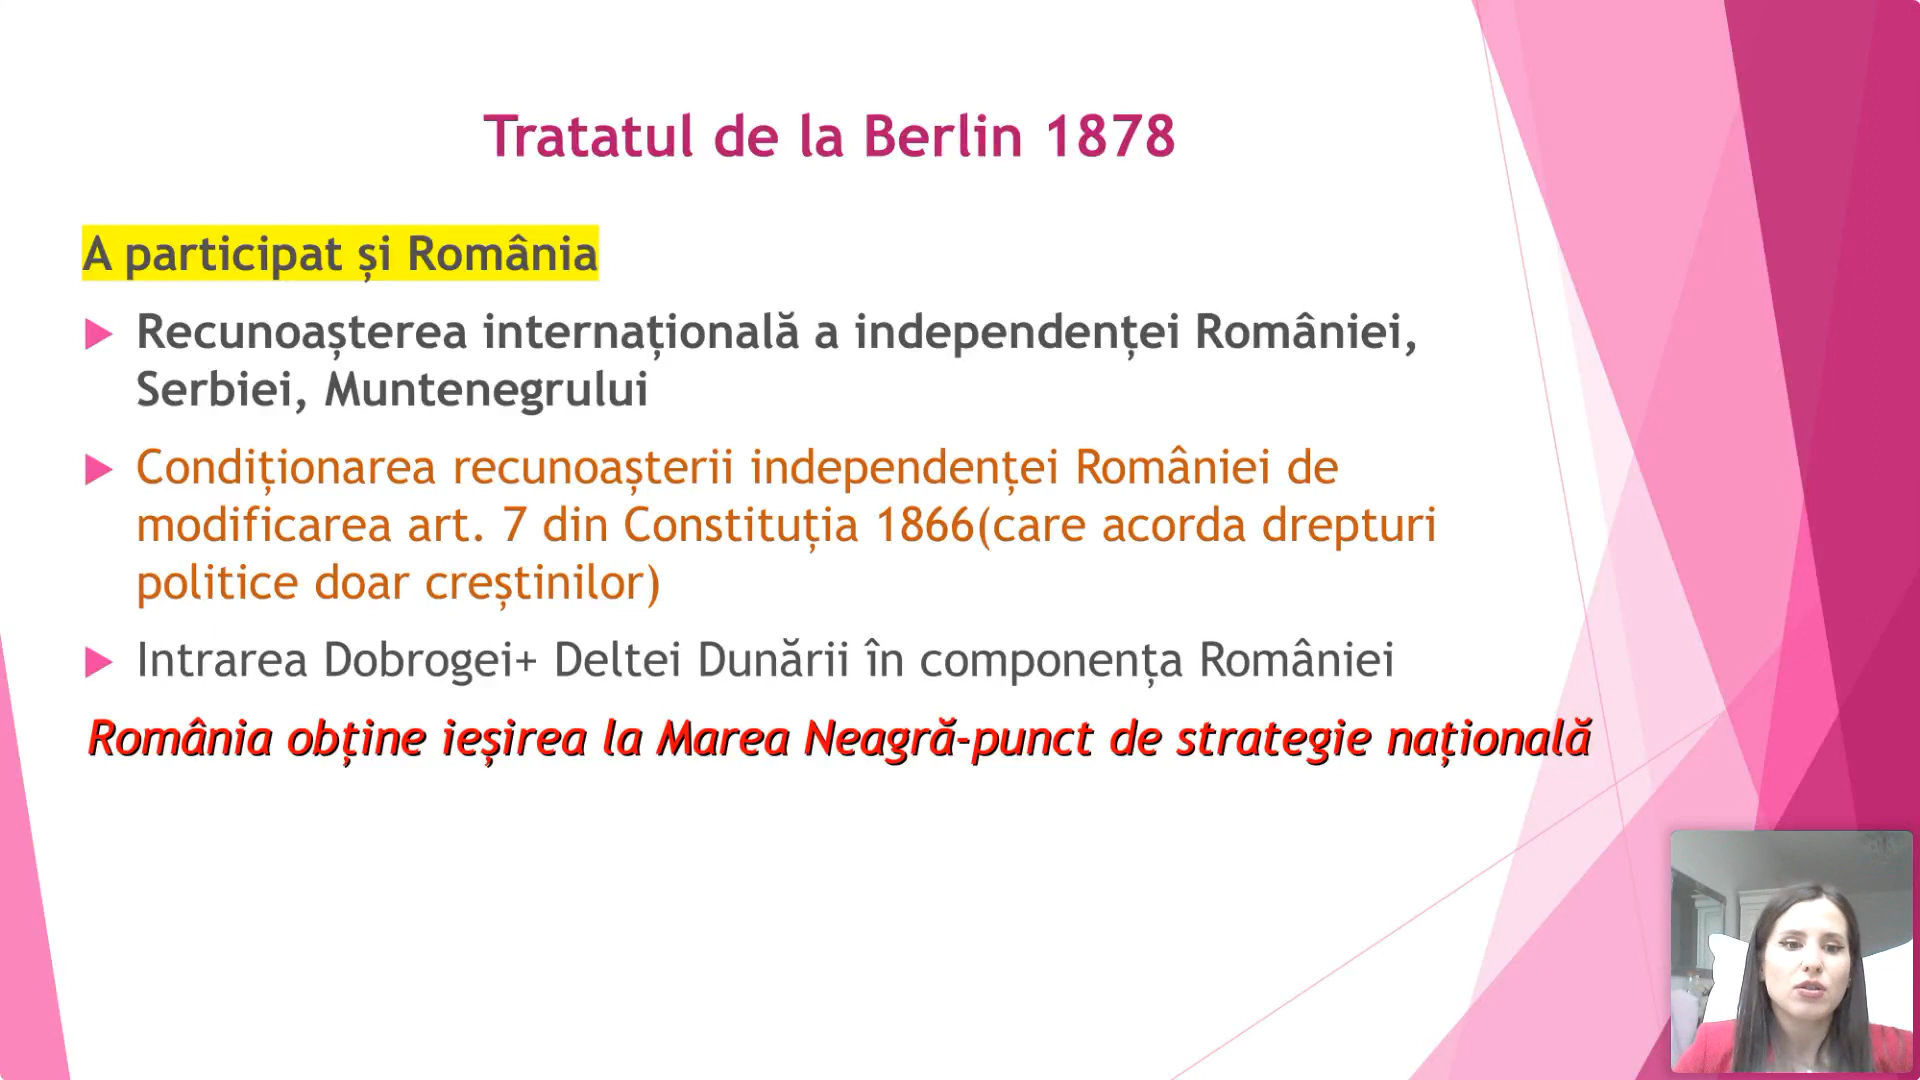 Tratatul de la Berlin 1878
A participat și România
Recunoașterea internațională a independenței României,
Serbiei, Muntenegrului
Condiționarea recunoașterii independenței României de
modificarea art. 7 din Constituția 1866(care acorda drepturi
politice doar creștinilor)
Intrarea Dobrogei+ Deltei Dunării în componența României
România obține ieșirea la Marea Neagră-punct de strategie națională